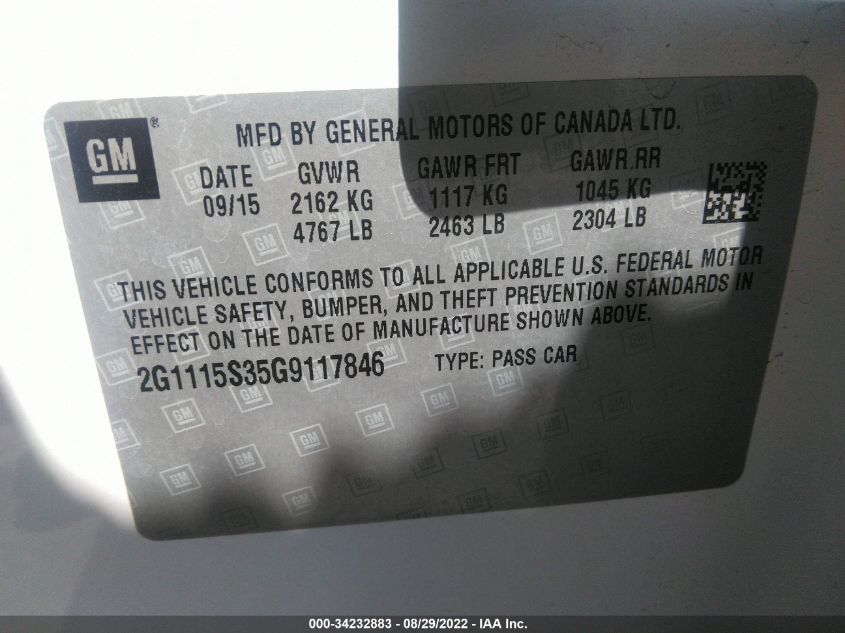 GM ®
MFD BY GENERAL MOTORS OF CANADA LTD.
DATE GVWR GAWR FRT GAWR RR
09/15 2162 KG 1117 KG 1045 KG
4767 LB 2463 LB 2304 LB
THIS VEHICLE CONFORMS TO ALL APPLICABLE U.S. FEDERAL MOTOR
VEHICLE SAFETY, BUMPER, AND THEFT PREVENTION STANDARDS IN
EFFECT ON THE DATE OF MANUFACTURE SHOWN ABOVE.
2G1115S35G9117846 TYPE: PASS CAR
000-34232883 - 08/29/2022 - IAA Inc.